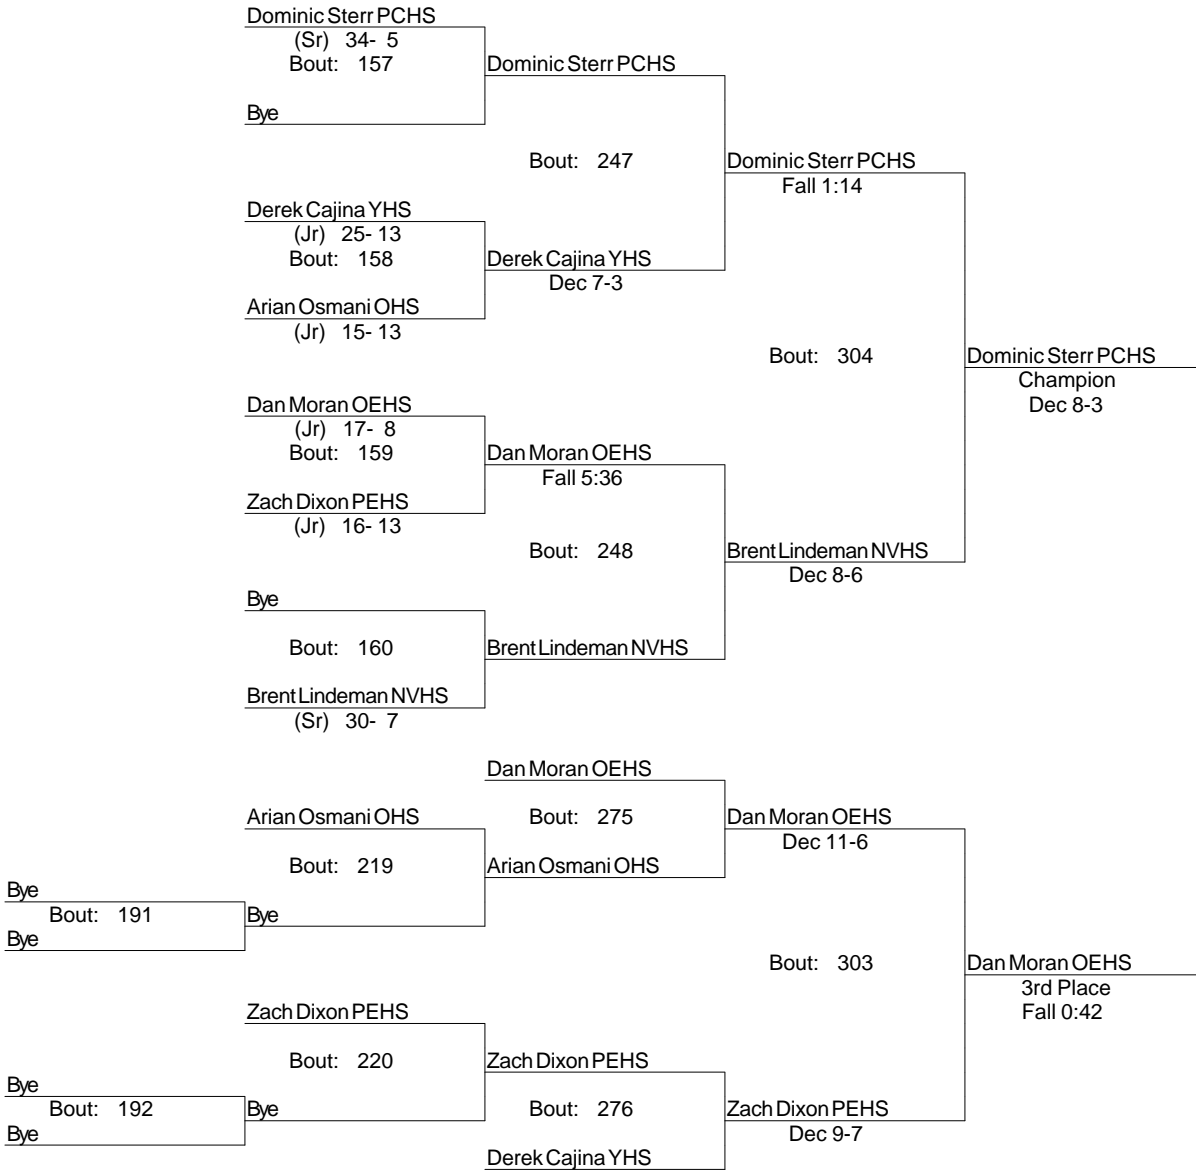 Dominic Sterr PCHS
(Sr) 34- 5
Bout: 157
Dominic Sterr PCHS
Bye
Bout: 247
Dominic Sterr PCHS
Fall 1:14
Derek Cajina YHS
(Jr) 25- 13
Bout: 158
Derek Cajina YHS
Dec 7-3
Arian Osmani OHS
(Jr) 15- 13
Bout: 304
Dominic Sterr PCHS
Champion
Dec 8-3
Dan Moran OEHS
(Jr) 17- 8
Bout: 159
Dan Moran OEHS
Fall 5:36
Zach Dixon PEHS
(Jr) 16- 13
Bout: 248
Brent Lindeman NVHS
Dec 8-6
Bye
Bout: 160
Brent Lindeman NVHS
Brent Lindeman NVHS
(Sr) 30- 7
Dan Moran OEHS
Arian Osmani OHS
Bout: 275
Dan Moran OEHS
Dec 11-6
Bout: 219
Arian Osmani OHS
Bye
Bout: 191
Bye
Bye
Bout: 303
Dan Moran OEHS
3rd Place
Fall 0:42
Zach Dixon PEHS
Bout: 220
Zach Dixon PEHS
Bye
Bout: 192
Bye
Bye
Bout: 276
Zach Dixon PEHS
Dec 9-7
Derek Cajina YHS